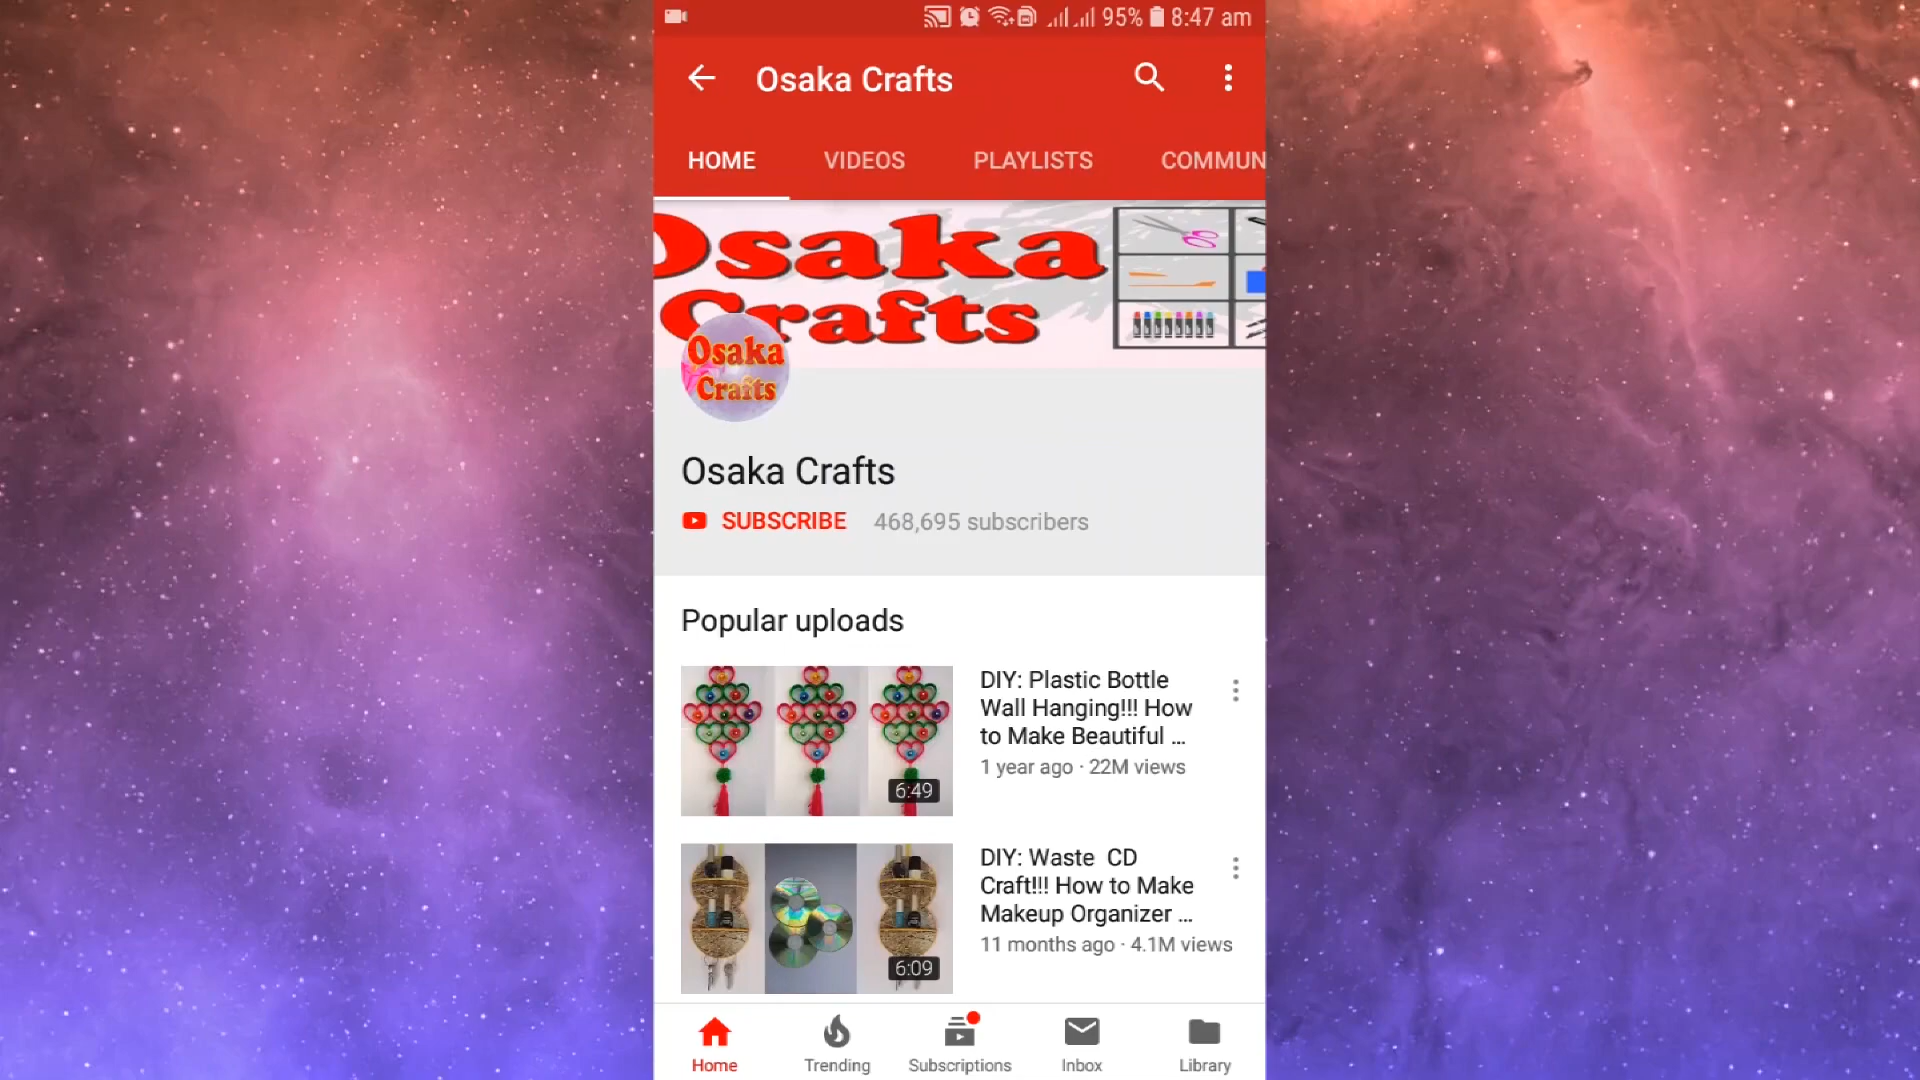 95% 8:47 am
Osaka Crafts
HOME VIDEOS PLAYLISTS COMMUN
Osaka
Crafts
Osaka
Crafts
Osaka Crafts
SUBSCRIBE 468,695 subscribers
Popular uploads
DIY: Plastic Bottle
Wall Hanging!!! How
to Make Beautiful ...
1 year ago · 22M views
6:49
DIY: Waste CD
Craft!!! How to Make
Makeup Organizer ...
11 months ago · 4.1M views
6:09
Home Trending Subscriptions Inbox Library